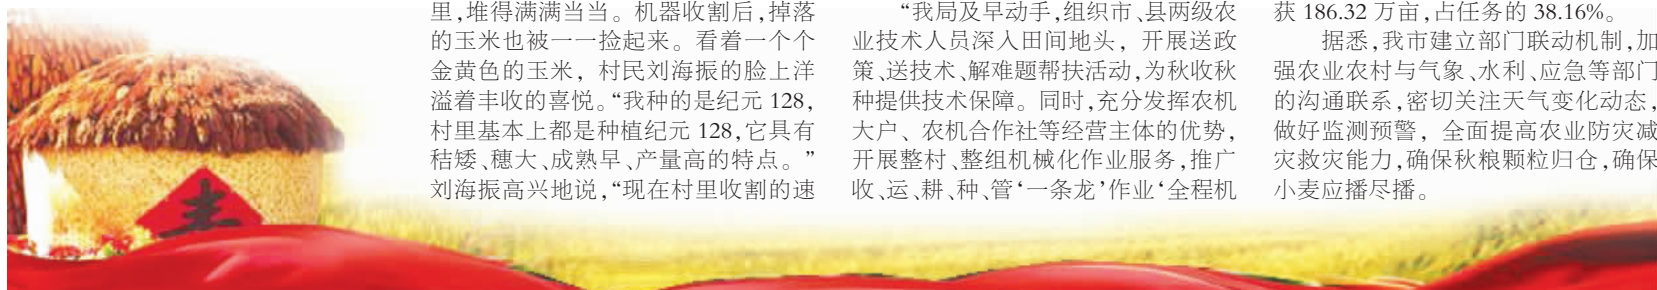 里,堆得满满当当。机器收割后,掉落
的玉米也被一一捡起来。看着一个个
金黄色的玉米，村民刘海振的脸上洋
溢着丰收的喜悦。“我种的是纪元 128,
村里基本上都是种植纪元 128,它具有
秸矮、穗大、成熟早、产量高的特点。”
刘海振高兴地说,“现在村里收割的速
“我局及早动手,组织市、县两级农
业技术人员深入田间地头，开展送政
策、送技术、解难题帮扶活动,为秋收秋
种提供技术保障。同时,充分发挥农机
大户、农机合作社等经营主体的优势,
开展整村、整组机械化作业服务,推广
收、运、耕、种、管‘一条龙’作业‘全程机
获 186.32 万亩,占任务的 38.16%。
据悉,我市建立部门联动机制,加
强农业农村与气象、水利、应急等部门
的沟通联系,密切关注天气变化动态,
做好监测预警，全面提高农业防灾减
灾救灾能力,确保秋粮颗粒归仓,确保
小麦应播尽播。